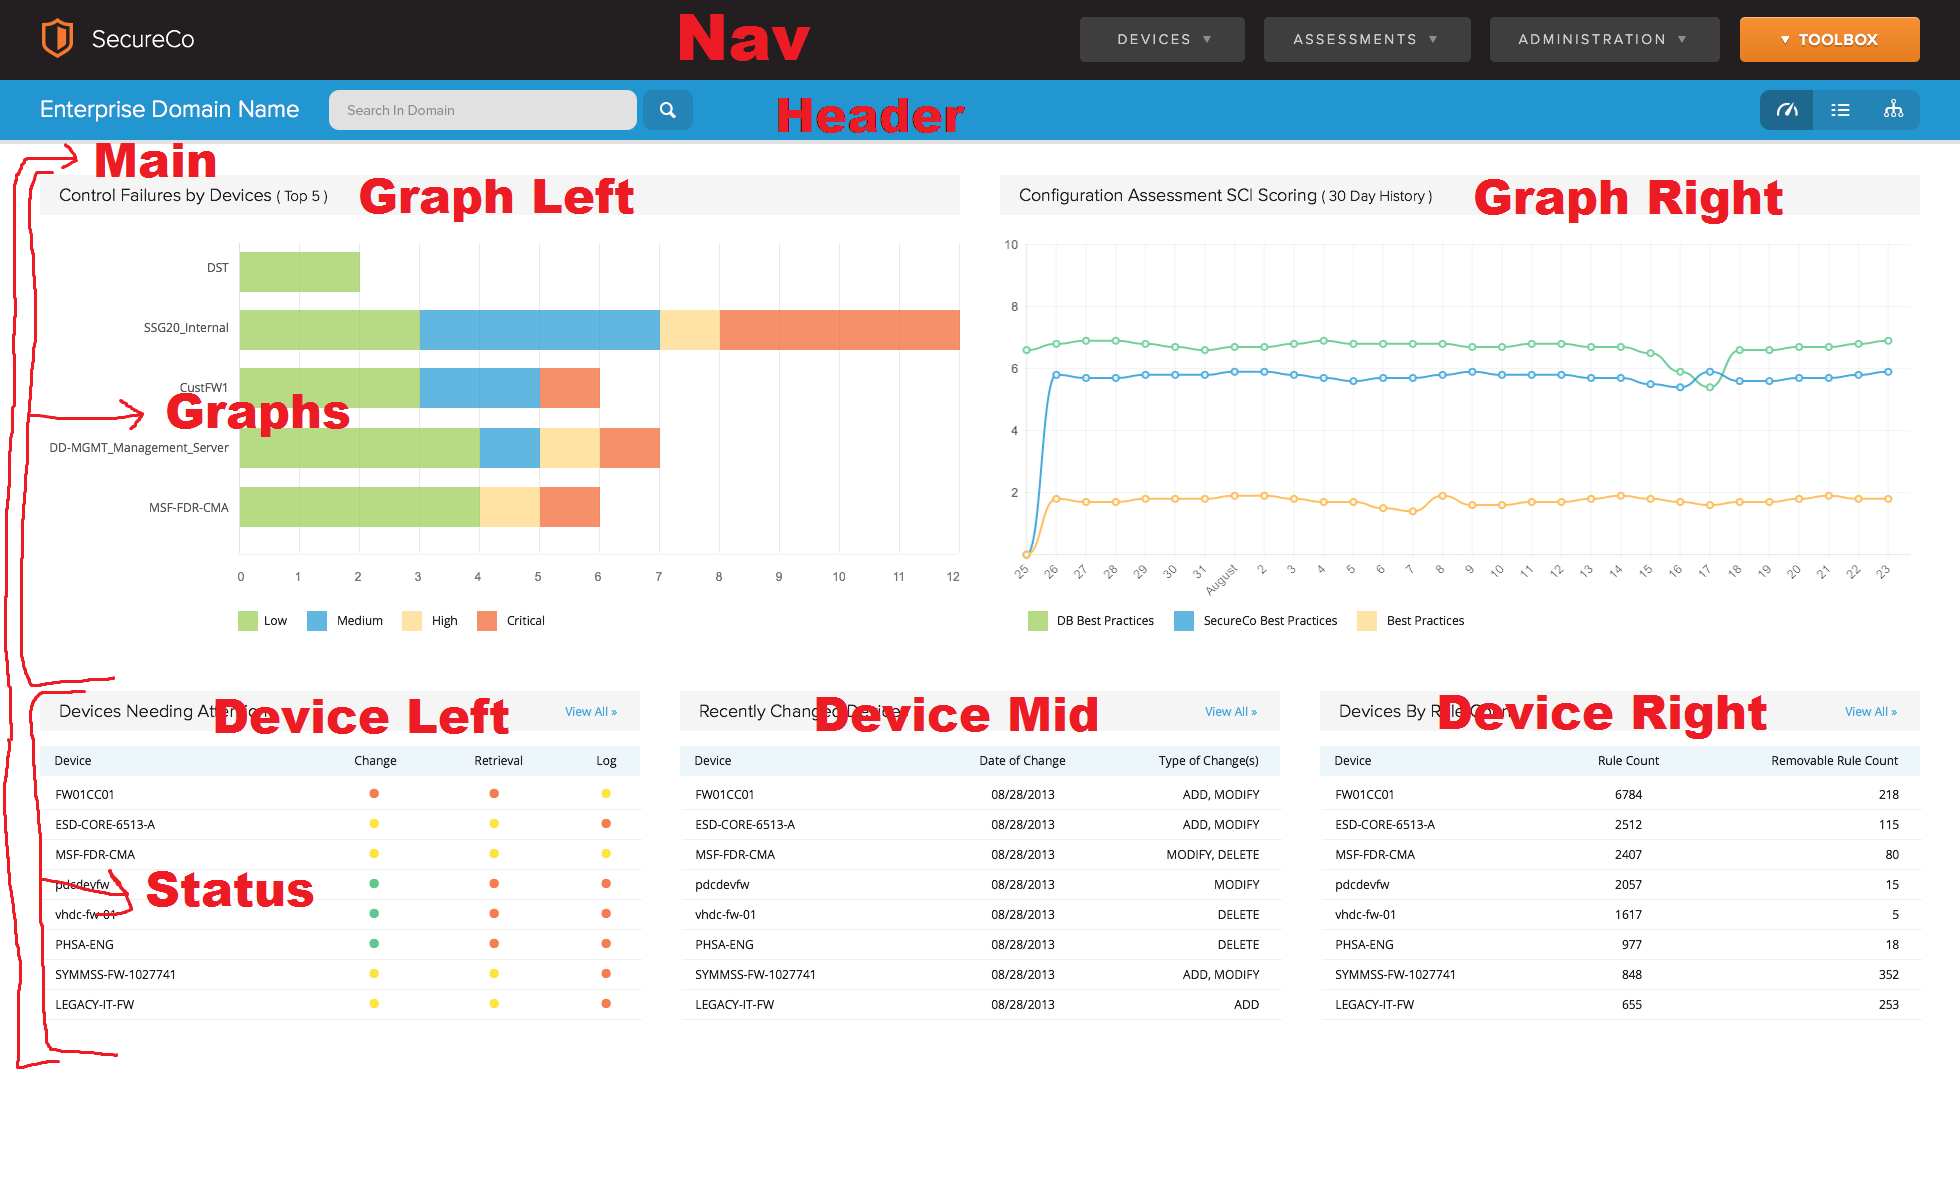 SecureCo
Nav
DEVICES ▼
ASSESSMENTS ▼
ADMINISTRATION ▼
▼ TOOLBOX
Enterprise Domain Name
Search In Domain
Header
Main
Control Failures by Devices ( Top 5 )
Graph Left
DST
SSG20_Internal
CustFW1
Graphs
DD-MGMT_Management_Server
MSF-FDR-CMA
0 1 2 3 4 5 6 7 8 9 10 11 12
Low Medium High Critical
Configuration Assessment SCI Scoring ( 30 Day History )
Graph Right
10
8
6
4
2
25 26 27 28 29 30 31 August 2 3 4 5 6 7 8 9 10 11 12 13 14 15 16 17 18 19 20 21 22 23
DB Best Practices SecureCo Best Practices Best Practices
Devices Needing Attention
Device Left
View All »
Device Change Retrieval Log
FW01CC01
ESD-CORE-6513-A
MSF-FDR-CMA
pdcdevfw
Status
vhdc-fw-01
PHSA-ENG
SYMMSS-FW-1027741
LEGACY-IT-FW
Recently Changed
Device Mid
View All »
Device Date of Change Type of Change(s)
FW01CC01 08/28/2013 ADD, MODIFY
ESD-CORE-6513-A 08/28/2013 ADD, MODIFY
MSF-FDR-CMA 08/28/2013 MODIFY, DELETE
pdcdevfw 08/28/2013 MODIFY
vhdc-fw-01 08/28/2013 DELETE
PHSA-ENG 08/28/2013 DELETE
SYMMSS-FW-1027741 08/28/2013 ADD, MODIFY
LEGACY-IT-FW 08/28/2013 ADD
Devices By Rule
Device Right
View All »
Device Rule Count Removable Rule Count
FW01CC01 6784 218
ESD-CORE-6513-A 2512 115
MSF-FDR-CMA 2407 80
pdcdevfw 2057 15
vhdc-fw-01 1617 5
PHSA-ENG 977 18
SYMMSS-FW-1027741 848 352
LEGACY-IT-FW 655 253